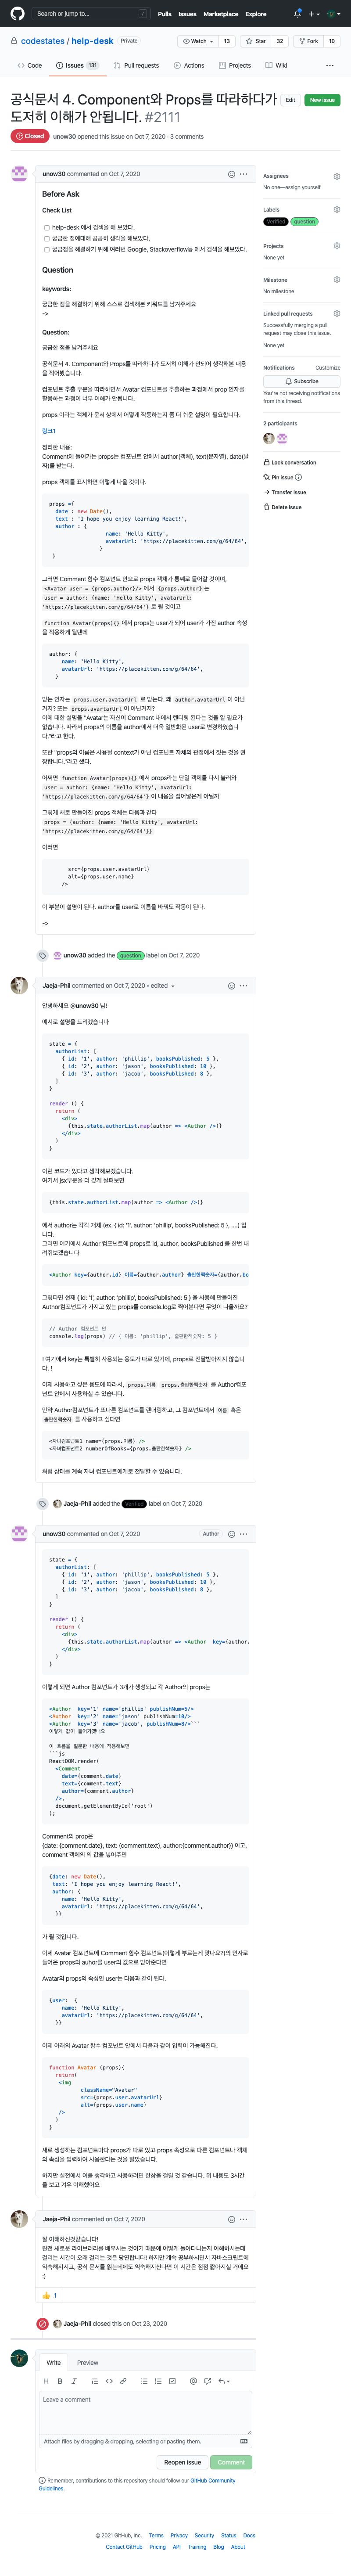 Search or jump to...
/
Pulls Issues Marketplace Explore
codestates / help-desk Private
Watch 13 Star 32 Fork 10
Code Issues 131 Pull requests Actions Projects Wiki
공식문서 4. Component와 Props를 따라하다가
도저히 이해가 안됩니다. #2111
Edit New issue
Closed unow30 opened this issue on Oct 7, 2020 · 3 comments
unow30 commented on Oct 7, 2020
Before Ask
Check List
help-desk 에서 검색을 해 보았다.
궁금한 점에대해 곰곰히 생각을 해보았다.
궁금점을 해결하기 위해 여러번 Google, Stackoverflow등 에서 검색을 해보았다.
Question
keywords:
궁금한 점을 해결하기 위해 스스로 검색해본 키워드를 남겨주세요
->
Question:
궁금한 점을 남겨주세요
공식문서 4. Component와 Props를 따라하다가 도저히 이해가 안되어 생각해본 내용
을 적어봤습니다.
컴포넌트 추출 부분을 따라하면서 Avatar 컴포넌트를 추출하는 과정에서 prop 인자를
활용하는 과정이 너무 이해가 안됩니다.
props 이라는 객체가 문서 상에서 어떻게 작동하는지 좀 더 쉬운 설명이 필요합니다.
링크1
정리한 내용:
Coment에 들어가는 props는 컴포넌트 안에서 author(객체), text(문자열), date(날
짜)를 받는다.
props 객체를 표시하면 이렇게 나올 것이다.
props ={
date : new Date(),
text : 'I hope you enjoy learning React!',
author : {
name: 'Hello Kitty',
avatarUrl: 'https://placekitten.com/g/64/64',
}
}
그러면 Comment 함수 컴포넌트 안으로 props 객체가 통째로 들어갈 것이며,
<Avatar user = {props.author}/> 에서 {props.author} 는
user = author: {name: 'Hello Kitty', avatarUrl:
'https://placekitten.com/g/64/64'} 로 될 것이고
function Avatar(props){} 에서 props는 user가 되어 user가 가진 author 속성
을 적용하게 될텐데
author: {
name: 'Hello Kitty',
avatarUrl: 'https://placekitten.com/g/64/64',
}
받는 인자는 props.user.avatarUrl 로 받는다. 왜 author.avatarUrl 이 아닌
거지? 또는 props.avartarUrl 이 아닌거지?
이에 대한 설명을 "Avatar는 자신이 Comment 내에서 렌더링 된다는 것을 알 필요가
없습니다. 따라서 props의 이름을 author에서 더욱 일반화된 user로 변경하였습니
다."라고 한다.
또한 "props의 이름은 사용될 context가 아닌 컴포넌트 자체의 관점에서 짓는 것을 권
장합니다."라고 했다.
어쩌면 function Avatar(props){} 에서 props라는 단일 객체를 다시 불러와
user = author: {name: 'Hello Kitty', avatarUrl:
'https://placekitten.com/g/64/64'} 이 내용을 집어넣은게 아닐까
그렇게 새로 만들어진 props 객체는 다음과 같다
props = {author: {name: 'Hello Kitty', avatarUrl:
'https://placekitten.com/g/64/64'}}
이러면
src={props.user.avatarUrl}
alt={props.user.name}
/>
이 부분이 설명이 된다. author를 user로 이름을 바꿔도 작동이 된다.
->
unow30 added the question label on Oct 7, 2020
Jaeja-Phil commented on Oct 7, 2020 • edited
안녕하세요 @unow30 님!
예시로 설명을 드리겠습니다
state = {
authorList: [
{ id: '1', author: 'phillip', booksPublished: 5 },
{ id: '2', author: 'jason', booksPublished: 10 },
{ id: '3', author: 'jacob', booksPublished: 8 },
]
}
render () {
return (
<div>
{this.state.authorList.map(author => <Author />)}
</div>
)
}
이런 코드가 있다고 생각해보겠습니다.
여기서 jsx부분을 더 깊게 살펴보면
{this.state.authorList.map(author => <Author />)}
에서 author는 각각 개체 (ex. { id: '1', author: 'phillip', booksPublished: 5 }, ....) 입
니다.
그러면 여기에서 Author 컴포넌트에 props로 id, author, booksPublished 를 한번 내
려줘보겠습니다
<Author key={author.id} 이름={author.author} 출판한책숫자={author.bo
그렇다면 현재 { id: '1', author: 'phillip', booksPublished: 5 } 을 사용해 만들어진
Author컴포넌트가 가지고 있는 props를 console.log로 찍어본다면 무엇이 나올까요?
// Author 컴포넌트 안
console.log(props) // { 이름: 'phillip', 출판한책숫자: 5 }
! 여기에서 key는 특별히 사용되는 용도가 따로 있기에, props로 전달받아지지 않습니
다. !
이제 사용하고 싶은 용도에 따라서, props.이름 props.출판한책숫자 를 Author컴포
넌트 안에서 사용하실 수 있습니다.
만약 Author컴포넌트가 또다른 컴포넌트를 렌더링하고, 그 컴포넌트에서 이름 혹은
출판한책숫자 를 사용하고 싶다면
<자녀컴포넌트1 name={props.이름} />
<자녀컴포넌트2 numberOfBooks={props.출판한책숫자} />
처럼 상태를 계속 자녀 컴포넌트에게로 전달할 수 있습니다.
Jaeja-Phil added the Verified label on Oct 7, 2020
unow30 commented on Oct 7, 2020 Author
state = {
authorList: [
{ id: '1', author: 'phillip', booksPublished: 5 },
{ id: '2', author: 'jason', booksPublished: 10 },
{ id: '3', author: 'jacob', booksPublished: 8 },
]
}
render () {
return (
<div>
{this.state.authorList.map(author => <Author key={author.
</div>
)
}
이렇게 되면 Author 컴포넌트가 3개가 생성되고 각 Author의 props는
<Author key='1' name='phillip' publishNum=5/>
<Author key='2' name='jason' publishNum=10/>
<Author key='3' name='jacob', publishNum=8/>```
이렇게 값이 들어가겠네요
이 흐름을 질문한 내용에 적용해보면
```js
ReactDOM.render(
<Comment
date={comment.date}
text={comment.text}
author={comment.author}
/>,
document.getElementById('root')
);
Comment의 prop은
{date: {comment.date}, text: {comment.text}, author:{comment.author}} 이고,
comment 객체의 의 값을 넣어주면
{date: new Date(),
text: 'I hope you enjoy learning React!',
author: {
name: 'Hello Kitty',
avatarUrl: 'https://placekitten.com/g/64/64',
}}
가 될 것입니다.
이제 Avatar 컴포넌트에 Comment 함수 컴포넌트(이렇게 부르는게 맞나요?)의 인자로
들어온 props의 auhor를 user의 값으로 받아준다면
Avatar의 props의 속성인 user는 다음과 같이 된다.
{user: {
name: 'Hello Kitty',
avatarUrl: 'https://placekitten.com/g/64/64',
}}
이제 아래의 Avatar 함수 컴포넌트 안에서 다음과 같이 입력이 가능해진다.
function Avatar (props){
return(
<img
className="Avatar"
src={props.user.avatarUrl}
alt={props.user.name}
/>
)
}
새로 생성하는 컴포넌트마다 props가 따로 있고 props 속성으로 다른 컴포넌트나 객체
의 속성을 입력하여 사용한다는 것을 알았습니다.
하지만 실전에서 이를 생각하고 사용하려면 한참을 걸릴 것 같습니다. 위 내용도 3시간
을 보고 겨우 이해했어요
Jaeja-Phil commented on Oct 7, 2020
잘 이해하신것같습니다!
완전 새로운 라이브러리를 배우시는 것이기 때문에 어떻게 돌아다니는지 이해하시는데
걸리는 시간이 오래 걸리는 것은 당연합니다! 하지만 계속 공부하시면서 자바스크립트에
익숙해지시고, 공식 문서를 읽는데에도 익숙해지신다면 이 시간은 점점 짧아지실 거에요
:)
👍 1
Jaeja-Phil closed this on Oct 23, 2020
Write Preview
Leave a comment
Attach files by dragging & dropping, selecting or pasting them.
Reopen issue Comment
Remember, contributions to this repository should follow our GitHub Community
Guidelines.
Assignees
No one—assign yourself
Labels
Verified question
Projects
None yet
Milestone
No milestone
Linked pull requests
Successfully merging a pull
request may close this issue.
None yet
Notifications Customize
Subscribe
You're not receiving notifications
from this thread.
2 participants
Lock conversation
Pin issue
Transfer issue
Delete issue
© 2021 GitHub, Inc. Terms Privacy Security Status Docs
Contact GitHub Pricing API Training Blog About